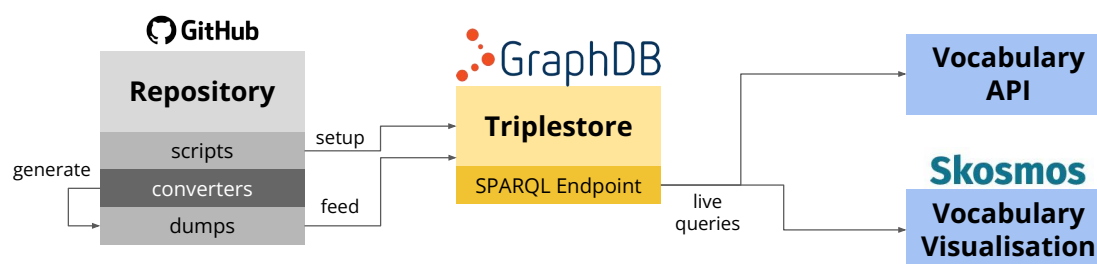 GitHub
Repository
scripts
converters
dumps
generate
setup
feed
GraphDB
Triplestore
SPARQL Endpoint
live
queries
Vocabulary
API
Skosmos
Vocabulary
Visualisation